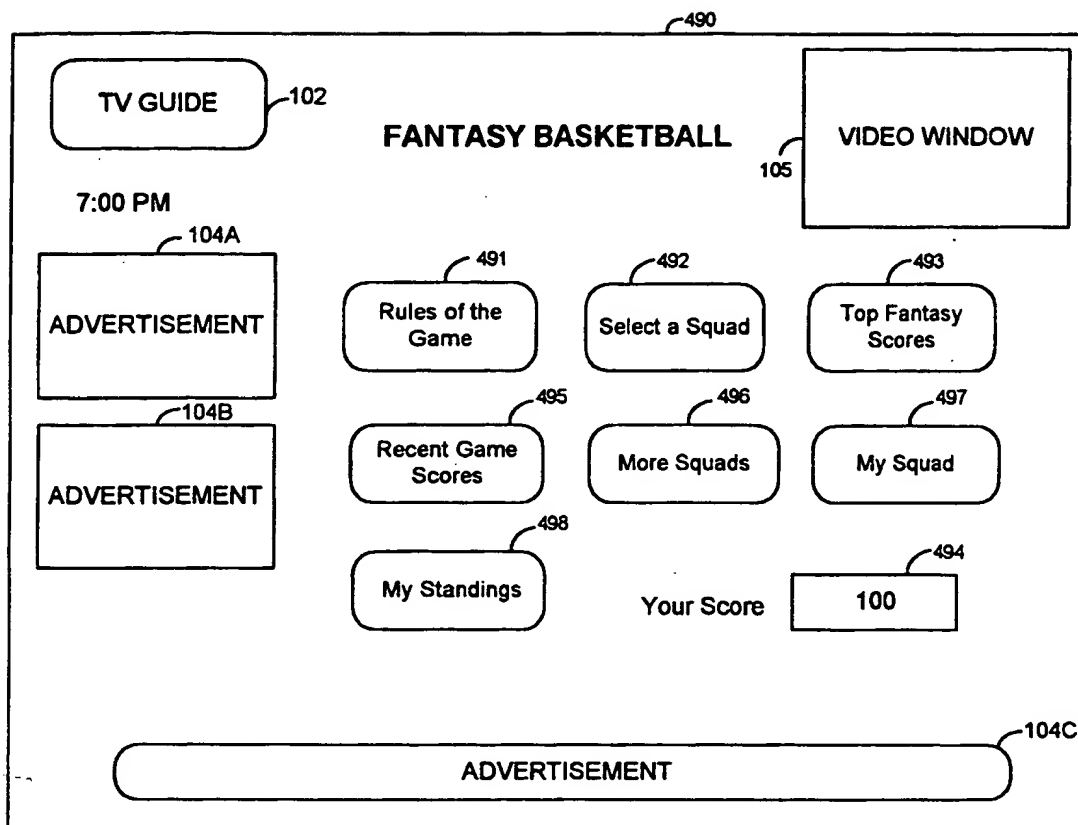 490
TV GUIDE
102
FANTASY BASKETBALL
105
VIDEO WINDOW
7:00 PM
104A
ADVERTISEMENT
104B
ADVERTISEMENT
491
Rules of the
Game
492
Select a Squad
493
Top Fantasy
Scores
495
Recent Game
Scores
496
More Squads
497
My Squad
498
My Standings
Your Score
494
100
104C
ADVERTISEMENT